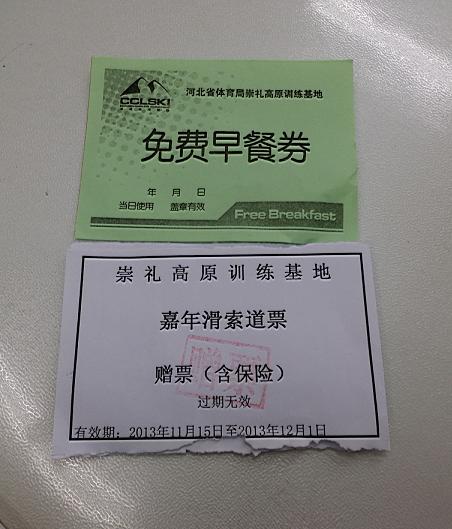 CCLSKI
河北省体育局崇礼高原训练基地
免费早餐券
年 月 日
当日使用 盖章有效
Free Breakfast
崇礼高原训练基地
嘉年滑索道票
赠票
赠票（含保险）
过期无效
有效期：2013年11月15日至2013年12月1日